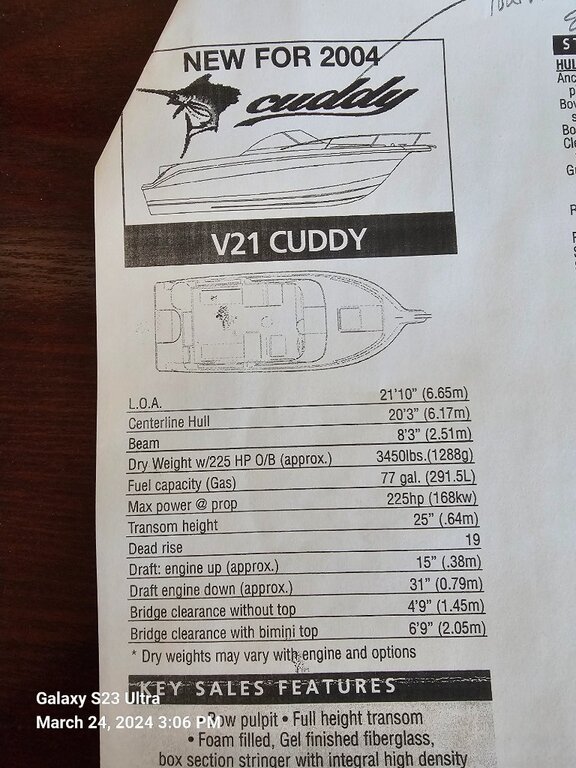 NEW FOR 2004
cuddy
V21 CUDDY
L.O.A. 21'10" (6.65m)
Centerline Hull 20'3" (6.17m)
Beam 8'3" (2.51m)
Dry Weight w/225 HP O/B (approx.) 3450lbs.(1288g)
Fuel capacity (Gas) 77 gal. (291.5L)
Max power @ prop 225hp (168kw)
Transom height 25" (.64m)
Dead rise 19
Draft: engine up (approx.) 15" (.38m)
Draft engine down (approx.) 31" (0.79m)
Bridge clearance without top 4'9" (1.45m)
Bridge clearance with bimini top 6'9" (2.05m)
* Dry weights may vary with engine and options
KEY SALES FEATURES
Bow pulpit • Full height transom
• Foam filled, Gel finished fiberglass,
box section stringer with integral high density
Galaxy S23 Ultra
March 24, 2024 3:06 PM